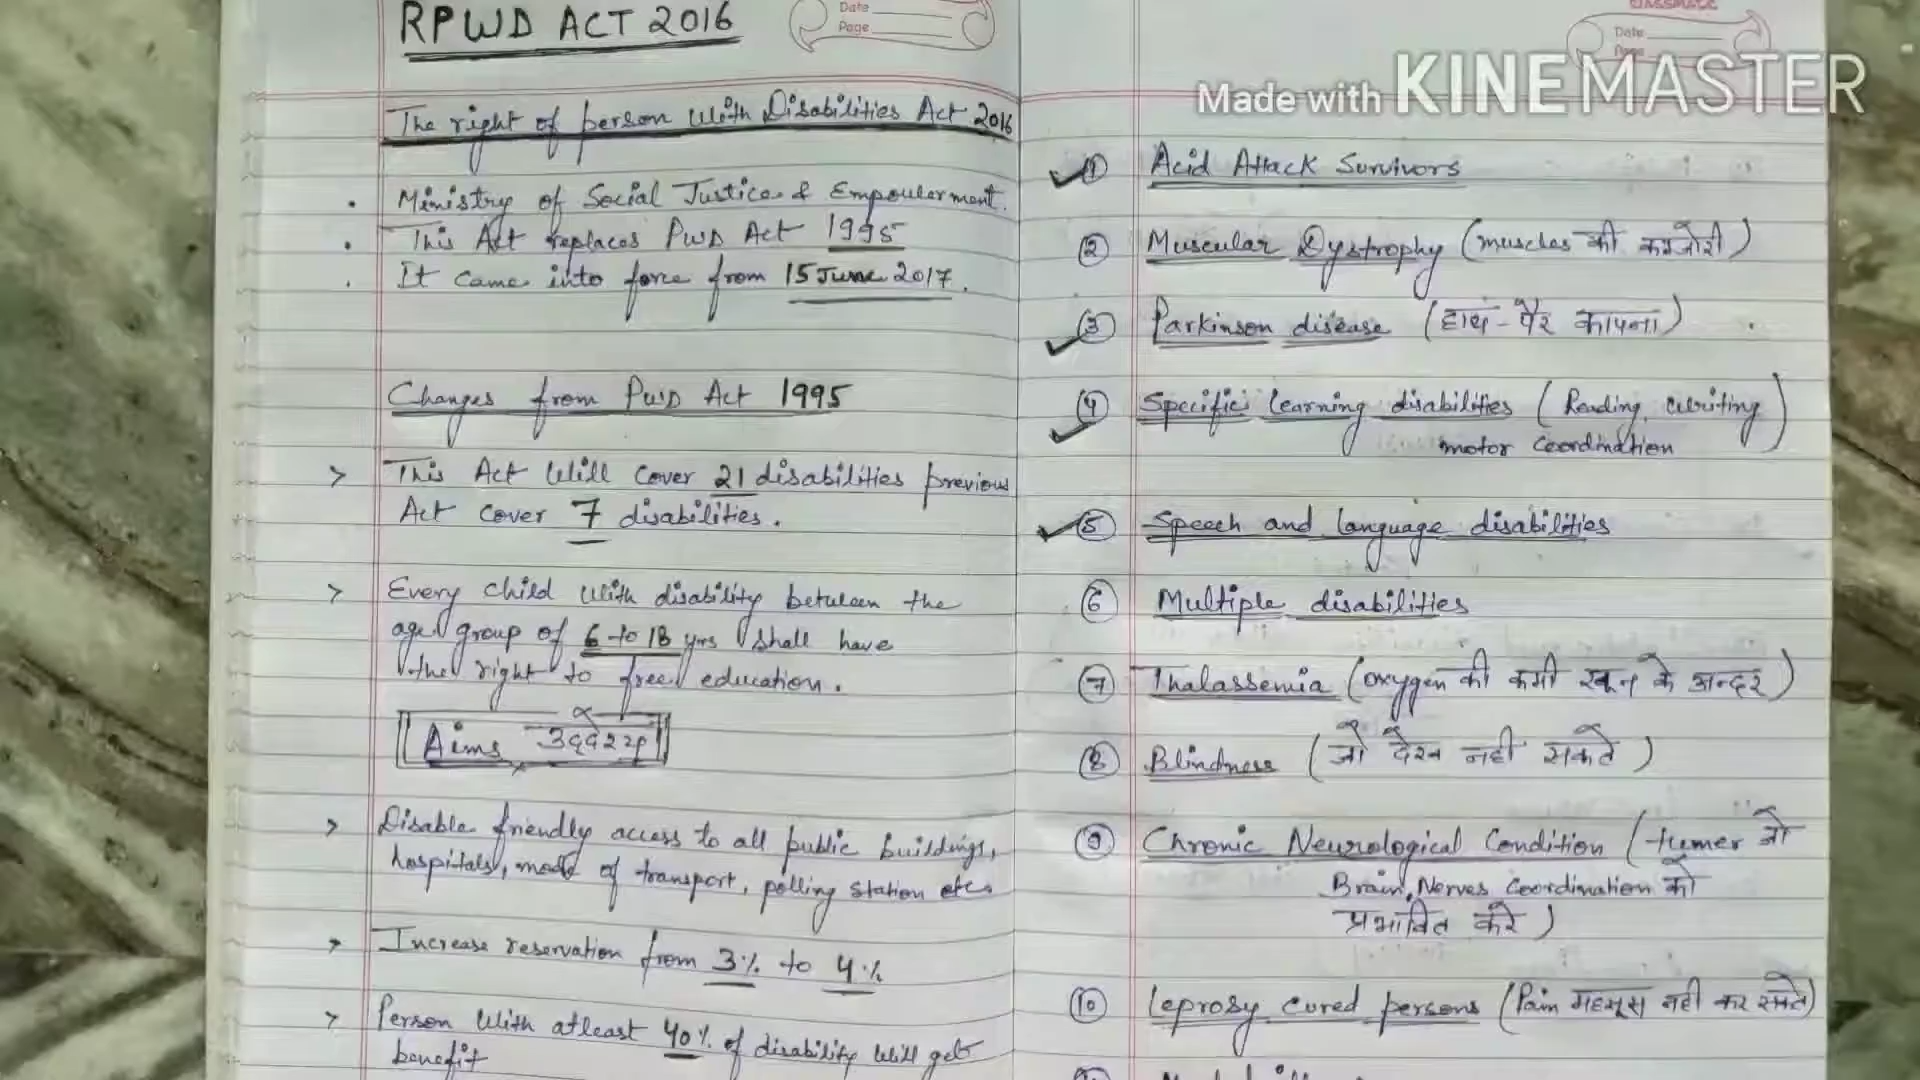 RPWD ACT 2016
Date
Page
The right of person With Disabilities Act 2016
• Ministry of Social Justice & Empowerment.
• This Act replaces PwD Act 1995
• It came into force from 15 June 2017.
Changes from PwD Act 1995
> This Act Will cover 21 disabilities previous
Act cover 7 disabilities.
> Every child With disability between the
age group of 6 to 18 yrs shall have
the right to free education.
Aims उद्देश्य
> Disable friendly access to all public buildings,
hospitals, mode of transport, polling station etc.
> Increase reservation from 3% to 4%
> Person With atleast 40% of disability Will get
benefit
CLASSMATE
Date
Page
Made with KINEMASTER
① Acid Attack Survivors
② Muscular Dystrophy (muscles की कमजोरी)
③ Parkinson disease (हाथ-पैर कापना)
④ Specific learning disabilities (Reading, writing
motor coordination)
⑤ Speech and language disabilities
⑥ Multiple disabilities
⑦ Thalassemia (oxygen की कमी खून के अन्दर)
⑧ Blindness (जो देख नही सकते)
⑨ Chronic Neurological Condition (tumer जो
Brain, Nerves coordination को
प्रभावित करे)
⑩ Leprosy cured persons (Pain महसूस नही कर सकते)